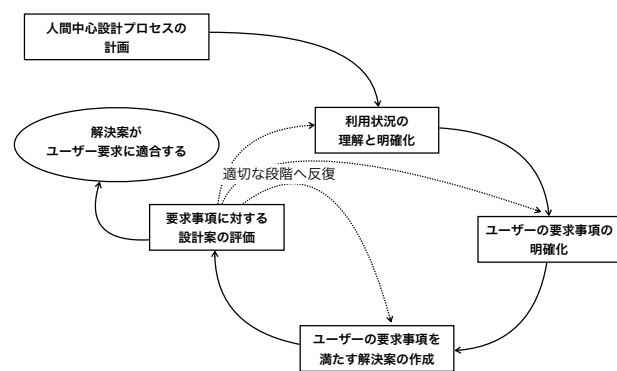 人間中心設計プロセスの
計画
利用状況の
理解と明確化
解決案が
ユーザー要求に適合する
適切な段階へ反復
要求事項に対する
設計案の評価
ユーザーの要求事項の
明確化
ユーザーの要求事項を
満たす解決案の作成